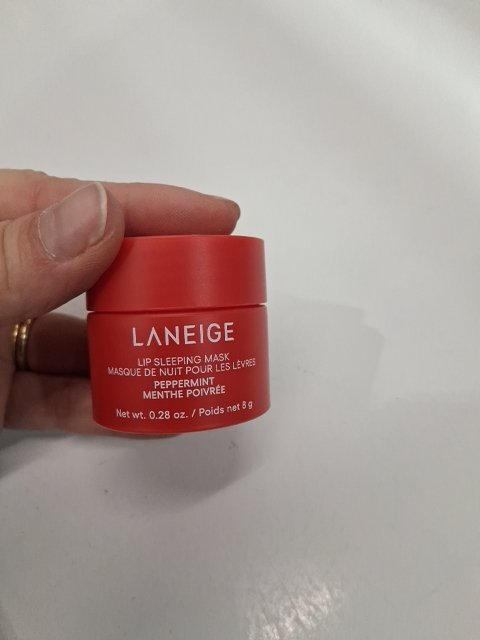 LANEIGE
LIP SLEEPING MASK
MASQUE DE NUIT POUR LES LÈVRES
PEPPERMINT
MENTHE POIVRÉE
Net wt. 0.28 oz. / Poids net 8 g